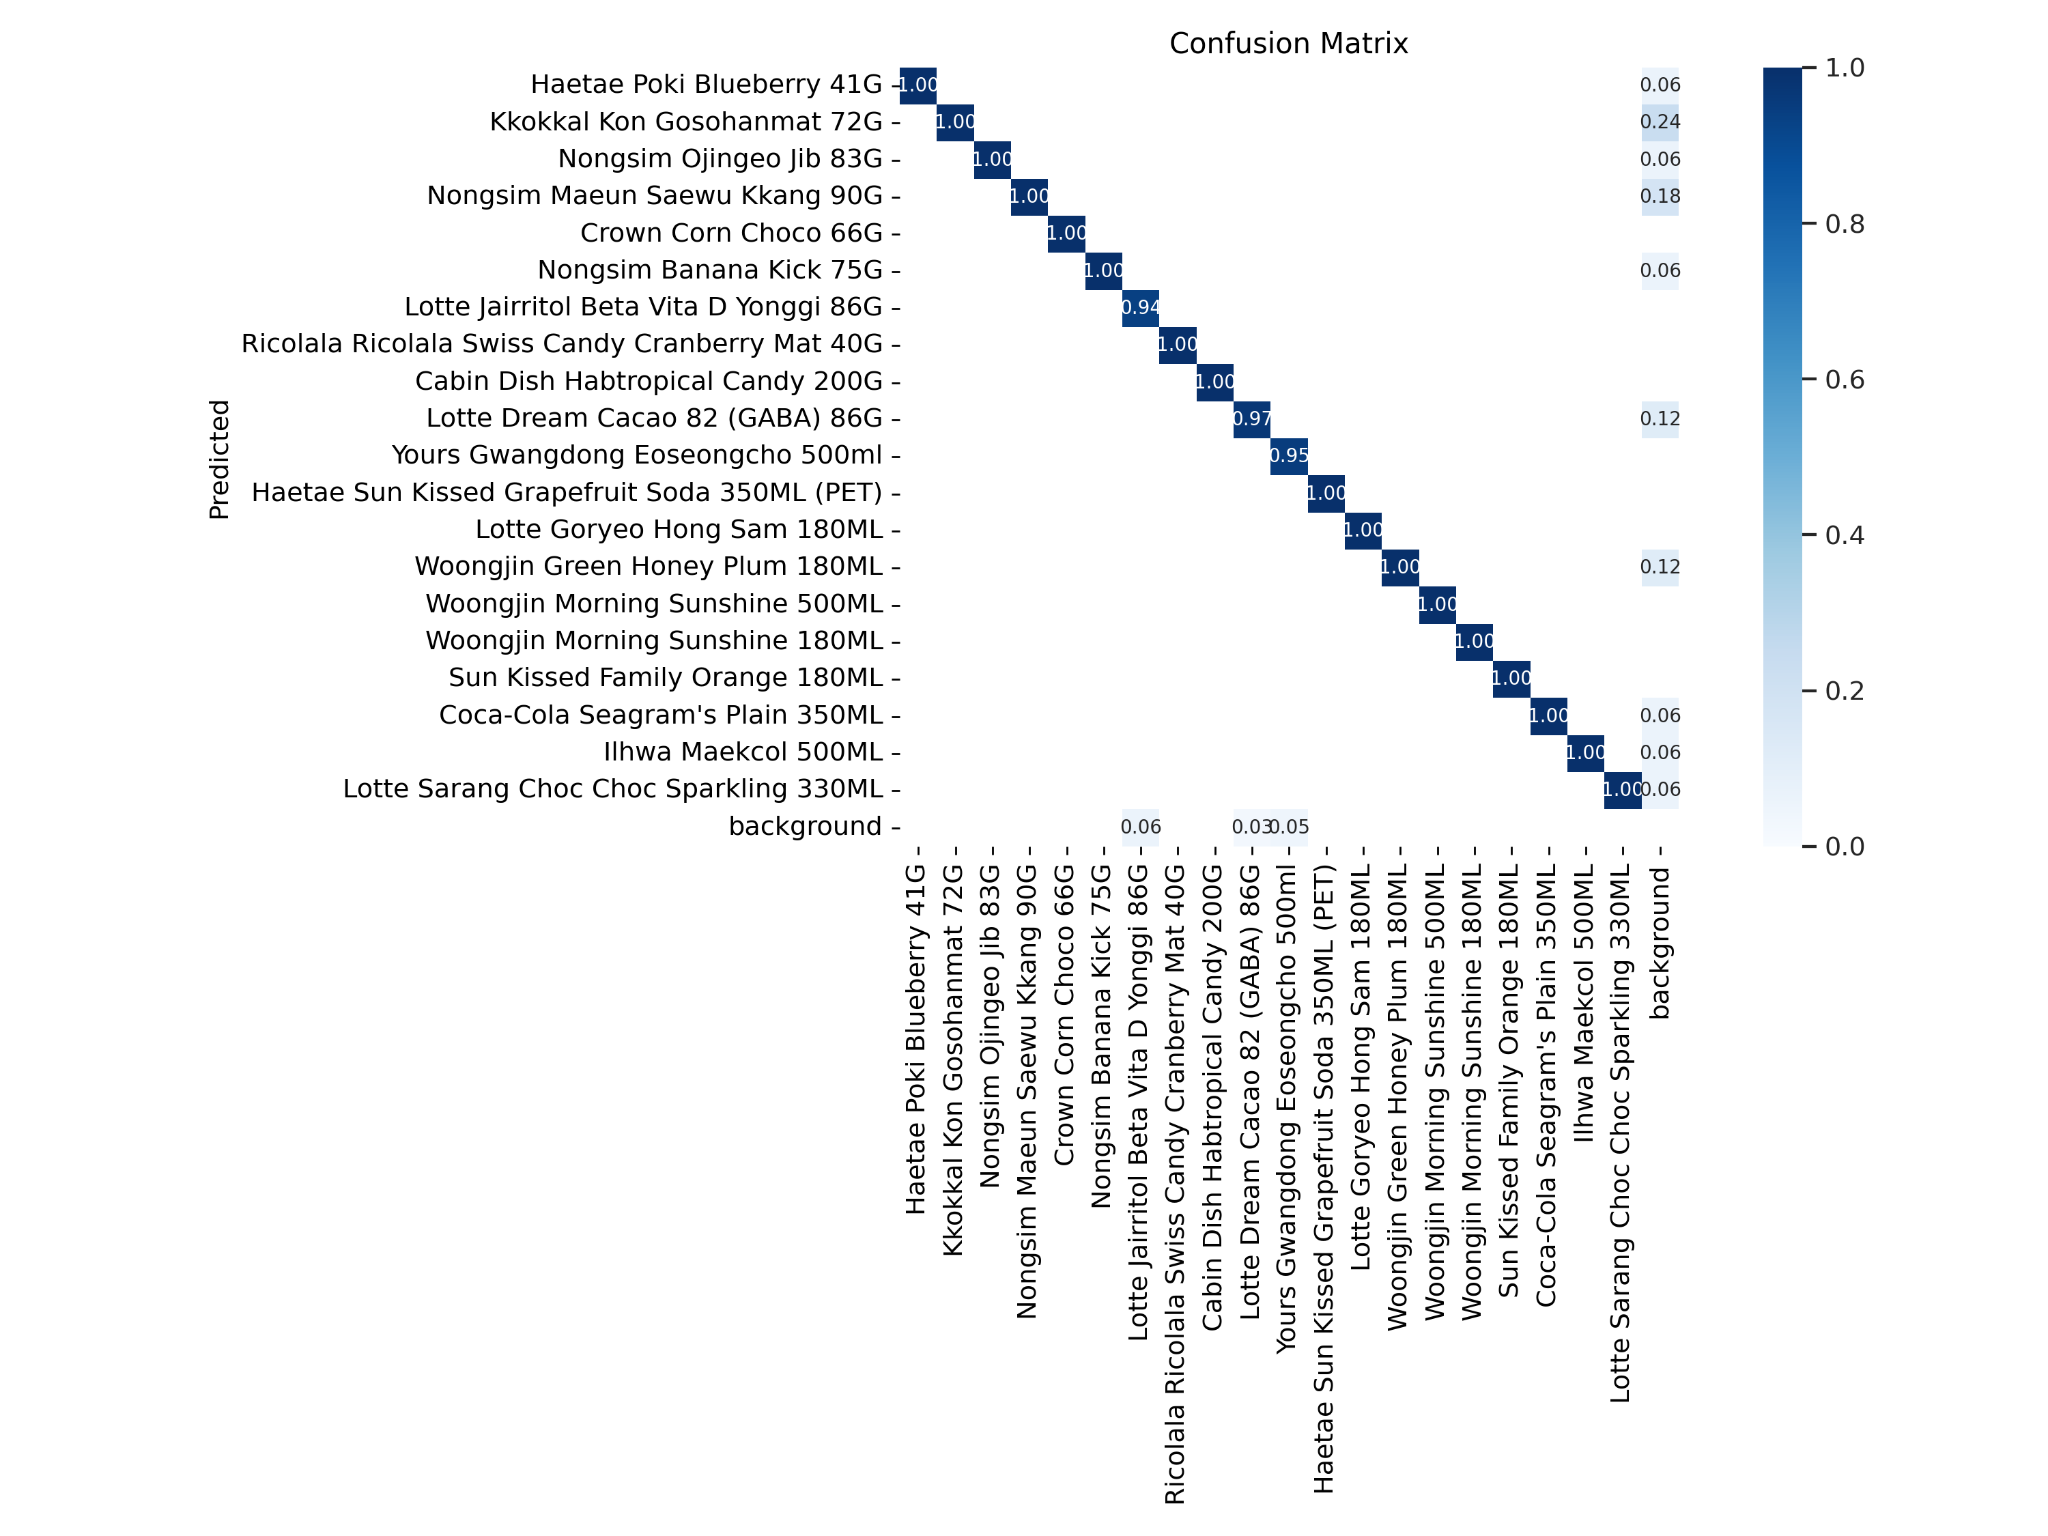 Confusion Matrix
Haetae Poki Blueberry 41G 1.00 0.06
Kkokkal Kon Gosohanmat 72G 1.00 0.24
Nongsim Ojingeo Jib 83G 1.00 0.06
Nongsim Maeun Saewu Kkang 90G 1.00 0.18
Crown Corn Choco 66G 1.00
Nongsim Banana Kick 75G 1.00 0.06
Lotte Jairritol Beta Vita D Yonggi 86G 0.94
Ricolala Ricolala Swiss Candy Cranberry Mat 40G 1.00
Cabin Dish Habtropical Candy 200G 1.00
Lotte Dream Cacao 82 (GABA) 86G 0.97 0.12
Yours Gwangdong Eoseongcho 500ml 0.95
Haetae Sun Kissed Grapefruit Soda 350ML (PET) 1.00
Lotte Goryeo Hong Sam 180ML 1.00
Woongjin Green Honey Plum 180ML 1.00 0.12
Woongjin Morning Sunshine 500ML 1.00
Woongjin Morning Sunshine 180ML 1.00
Sun Kissed Family Orange 180ML 1.00
Coca-Cola Seagram's Plain 350ML 1.00 0.06
Ilhwa Maekcol 500ML 1.00 0.06
Lotte Sarang Choc Choc Sparkling 330ML 1.00 0.06
background 0.06 0.03 0.05
Predicted
Haetae Poki Blueberry 41G
Kkokkal Kon Gosohanmat 72G
Nongsim Ojingeo Jib 83G
Nongsim Maeun Saewu Kkang 90G
Crown Corn Choco 66G
Nongsim Banana Kick 75G
Lotte Jairritol Beta Vita D Yonggi 86G
Ricolala Ricolala Swiss Candy Cranberry Mat 40G
Cabin Dish Habtropical Candy 200G
Lotte Dream Cacao 82 (GABA) 86G
Yours Gwangdong Eoseongcho 500ml
Haetae Sun Kissed Grapefruit Soda 350ML (PET)
Lotte Goryeo Hong Sam 180ML
Woongjin Green Honey Plum 180ML
Woongjin Morning Sunshine 500ML
Woongjin Morning Sunshine 180ML
Sun Kissed Family Orange 180ML
Coca-Cola Seagram's Plain 350ML
Ilhwa Maekcol 500ML
Lotte Sarang Choc Choc Sparkling 330ML
background
1.0
0.8
0.6
0.4
0.2
0.0